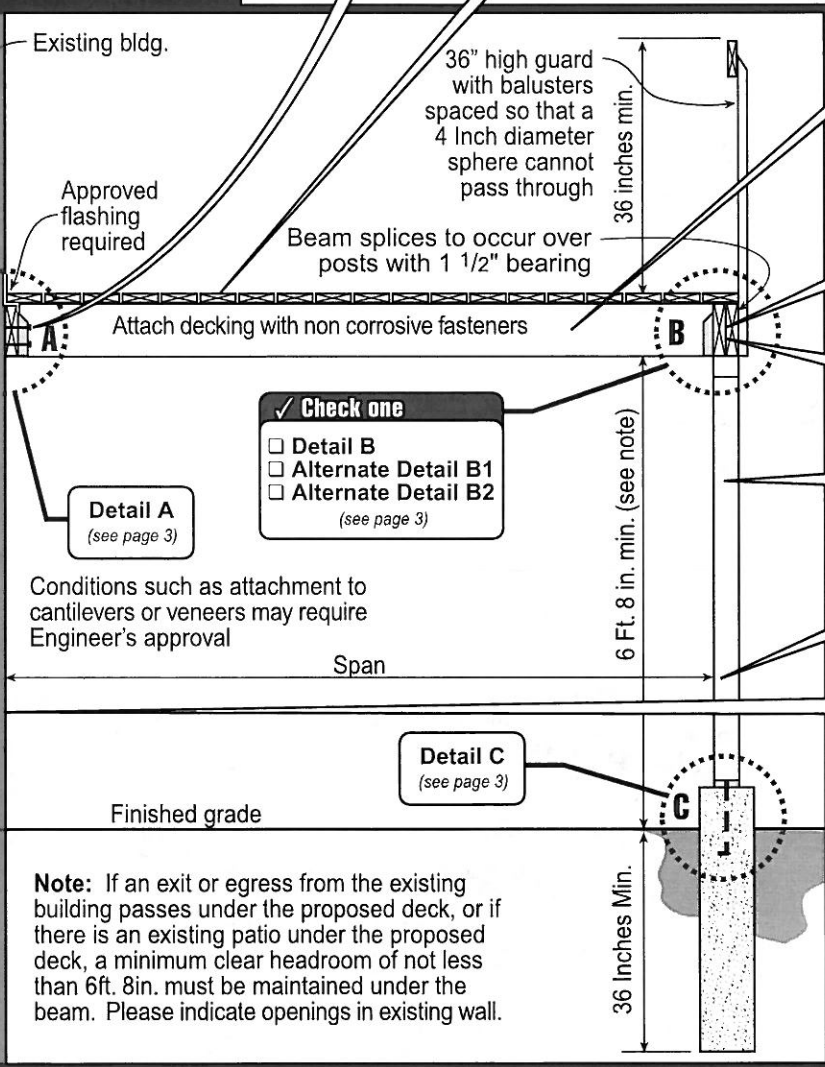 Existing bldg.
36" high guard
with balusters
spaced so that a
4 Inch diameter
sphere cannot
pass through
36 inches min.
Approved
flashing
required
Beam splices to occur over
posts with 1 1/2" bearing
A
Attach decking with non corrosive fasteners
B
✓ Check one
❑ Detail B
❑ Alternate Detail B1
❑ Alternate Detail B2
(see page 3)
Detail A
(see page 3)
6 Ft. 8 in. min. (see note)
Conditions such as attachment to
cantilevers or veneers may require
Engineer's approval
Span
Detail C
(see page 3)
C
Finished grade
Note: If an exit or egress from the existing
building passes under the proposed deck, or if
there is an existing patio under the proposed
deck, a minimum clear headroom of not less
than 6ft. 8in. must be maintained under the
beam. Please indicate openings in existing wall.
36 Inches Min.